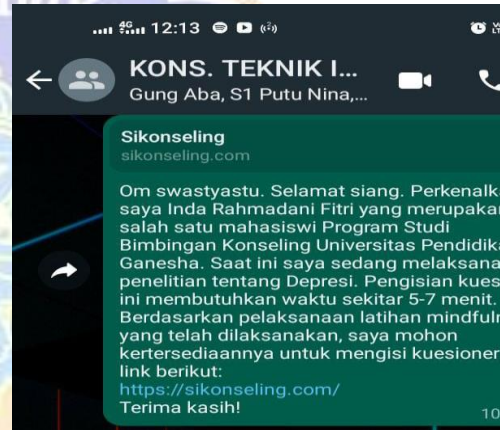 4G 12:13
KONS. TEKNIK I...
Gung Aba, S1 Putu Nina,...
Sikonseling
sikonseling.com
Om swastyastu. Selamat siang. Perkenalk
saya Inda Rahmadani Fitri yang merupaka
salah satu mahasiswi Program Studi
Bimbingan Konseling Universitas Pendidika
Ganesha. Saat ini saya sedang melaksana
penelitian tentang Depresi. Pengisian kues
ini membutuhkan waktu sekitar 5-7 menit.
Berdasarkan pelaksanaan latihan mindfuln
yang telah dilaksanakan, saya mohon
kertersediaannya untuk mengisi kuesioner
link berikut:
https://sikonseling.com/
Terima kasih!
10